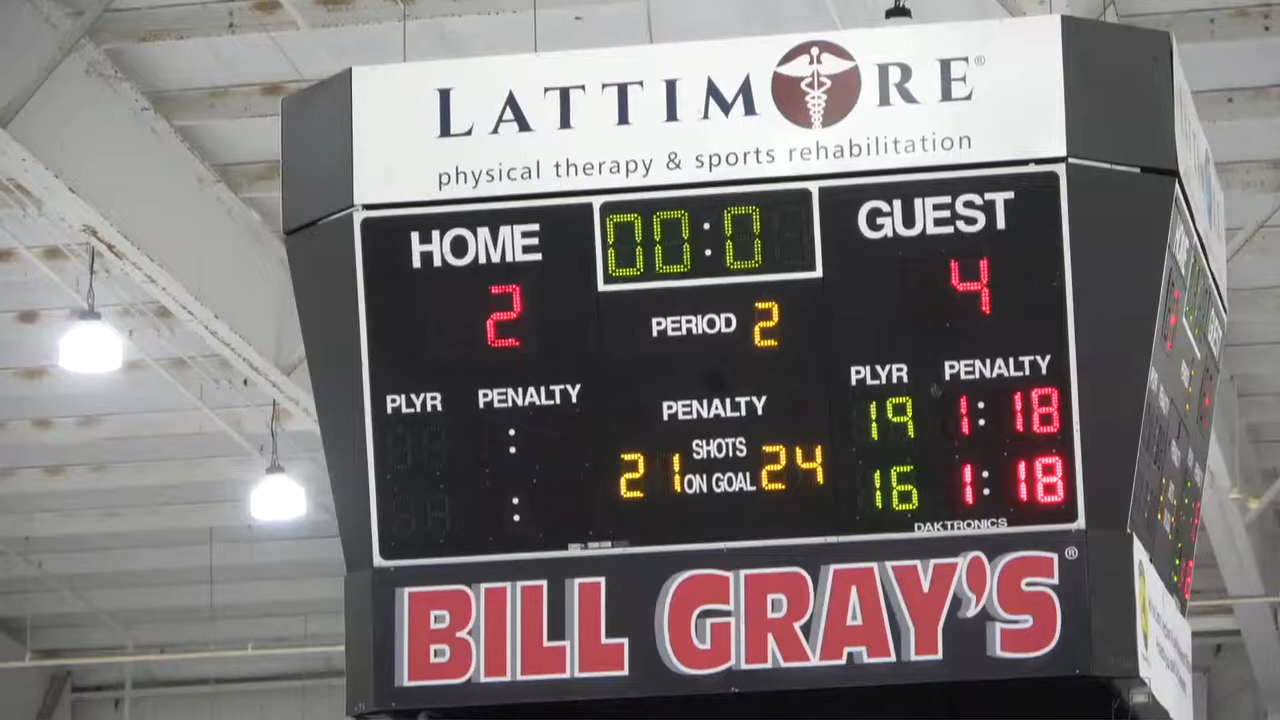 LATTIMORE®
physical therapy & sports rehabilitation
HOME 00:0 GUEST
2 PERIOD 2 4
PLYR PENALTY PENALTY PLYR PENALTY
: SHOTS 19 1:18
: 21 ON GOAL 24 16 1:18
DAKTRONICS
BILL GRAY'S®